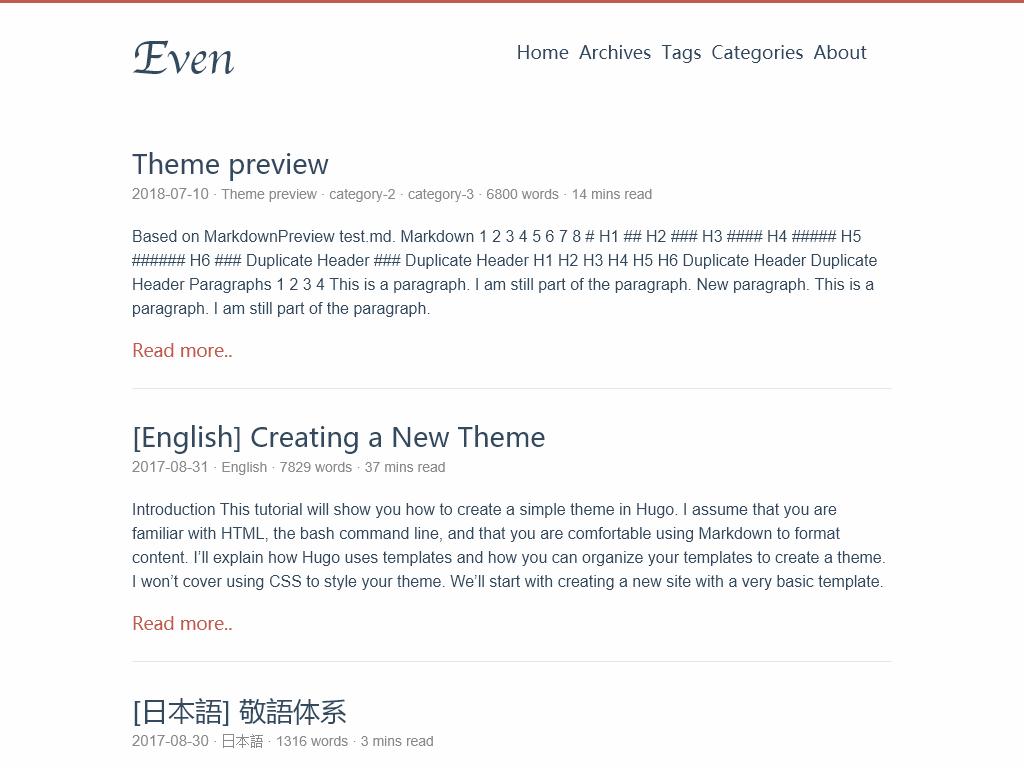 Even
Home Archives Tags Categories About
Theme preview
2018-07-10 · Theme preview · category-2 · category-3 · 6800 words · 14 mins read
Based on MarkdownPreview test.md. Markdown 1 2 3 4 5 6 7 8 # H1 ## H2 ### H3 #### H4 ##### H5
###### H6 ### Duplicate Header ### Duplicate Header H1 H2 H3 H4 H5 H6 Duplicate Header Duplicate
Header Paragraphs 1 2 3 4 This is a paragraph. I am still part of the paragraph. New paragraph. This is a
paragraph. I am still part of the paragraph.
Read more..
[English] Creating a New Theme
2017-08-31 · English · 7829 words · 37 mins read
Introduction This tutorial will show you how to create a simple theme in Hugo. I assume that you are
familiar with HTML, the bash command line, and that you are comfortable using Markdown to format
content. I’ll explain how Hugo uses templates and how you can organize your templates to create a theme.
I won’t cover using CSS to style your theme. We’ll start with creating a new site with a very basic template.
Read more..
[日本語] 敬語体系
2017-08-30 · 日本語 · 1316 words · 3 mins read